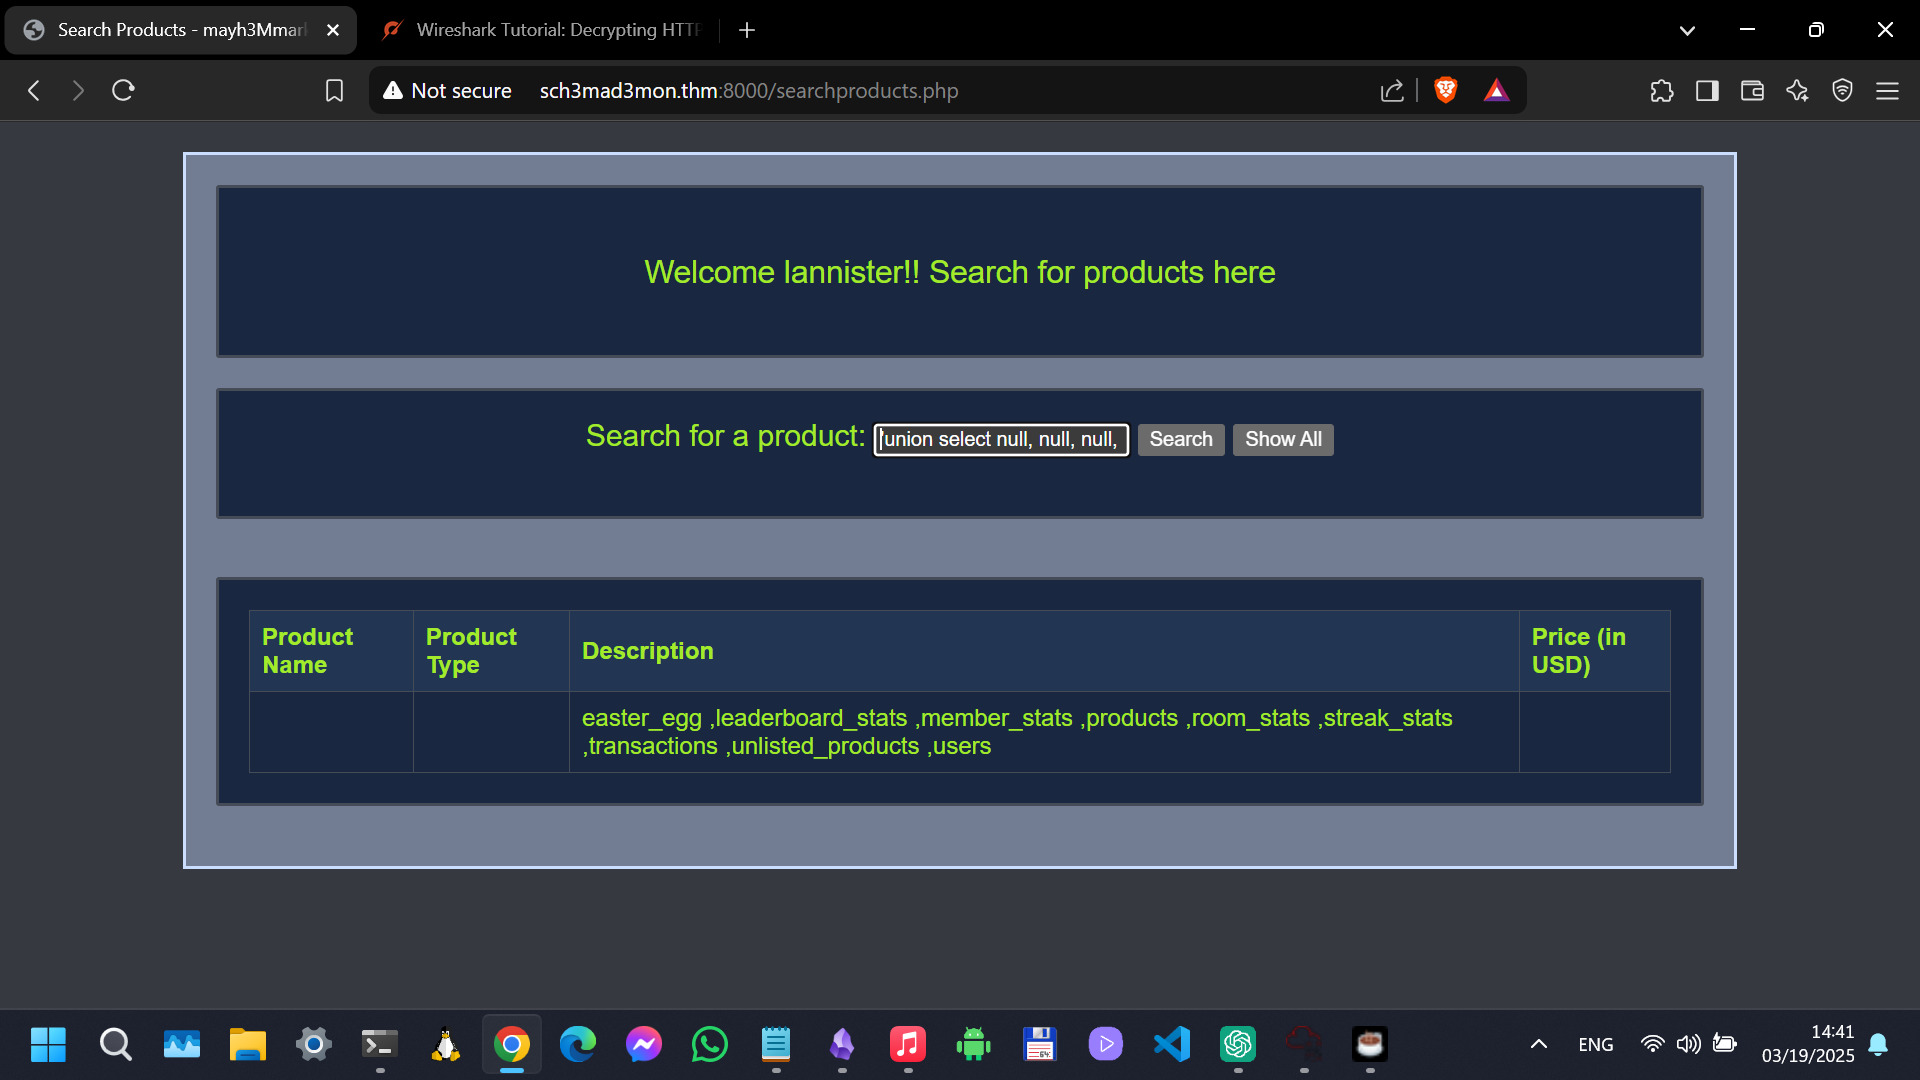 Search Products - mayh3Mmar
Wireshark Tutorial: Decrypting HTTP
Not secure
sch3mad3mon.thm:8000/searchproducts.php
Welcome lannister!! Search for products here
Search for a product:
'union select null, null, null,
Search
Show All
Product Name
Product Type
Description
Price (in USD)
easter_egg ,leaderboard_stats ,member_stats ,products ,room_stats ,streak_stats
,transactions ,unlisted_products ,users
ENG
14:41
03/19/2025